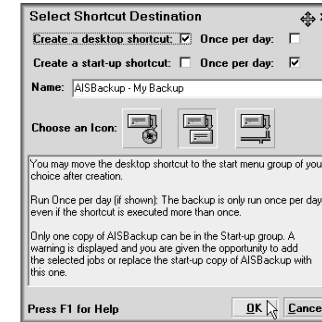 Select Shortcut Destination
Create a desktop shortcut: Once per day:
Create a start-up shortcut: Once per day:
Name: AISBackup - My Backup
Choose an Icon:
You may move the desktop shortcut to the start menu group of you
choice after creation.
Run Once per day (if shown): The backup is only run once per day
even if the shortcut is executed more than once.
Only one copy of AISBackup can be in the Start-up group. A
warning is displayed and you are given the opportunity to add
the selected jobs or replace the start-up copy of AISBackup with
this one.
Press F1 for Help OK Cance